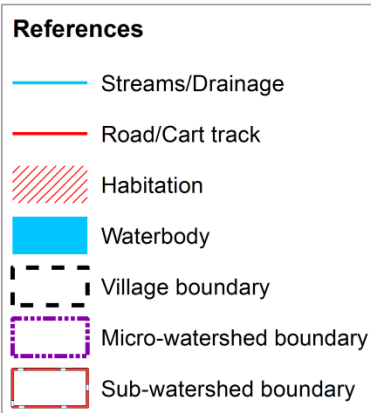 References
Streams/Drainage
Road/Cart track
Habitation
Waterbody
Village boundary
Micro-watershed boundary
Sub-watershed boundary